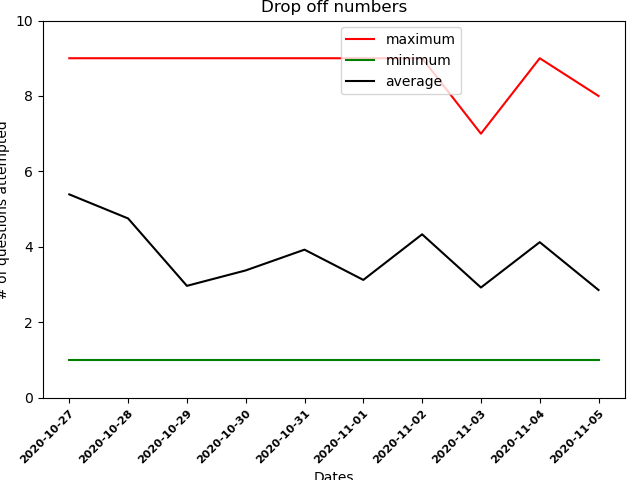 Drop off numbers
maximum
minimum
average
# of questions attempted
10
8
6
4
2
0
2020-10-27
2020-10-28
2020-10-29
2020-10-30
2020-10-31
2020-11-01
2020-11-02
2020-11-03
2020-11-04
2020-11-05
Dates